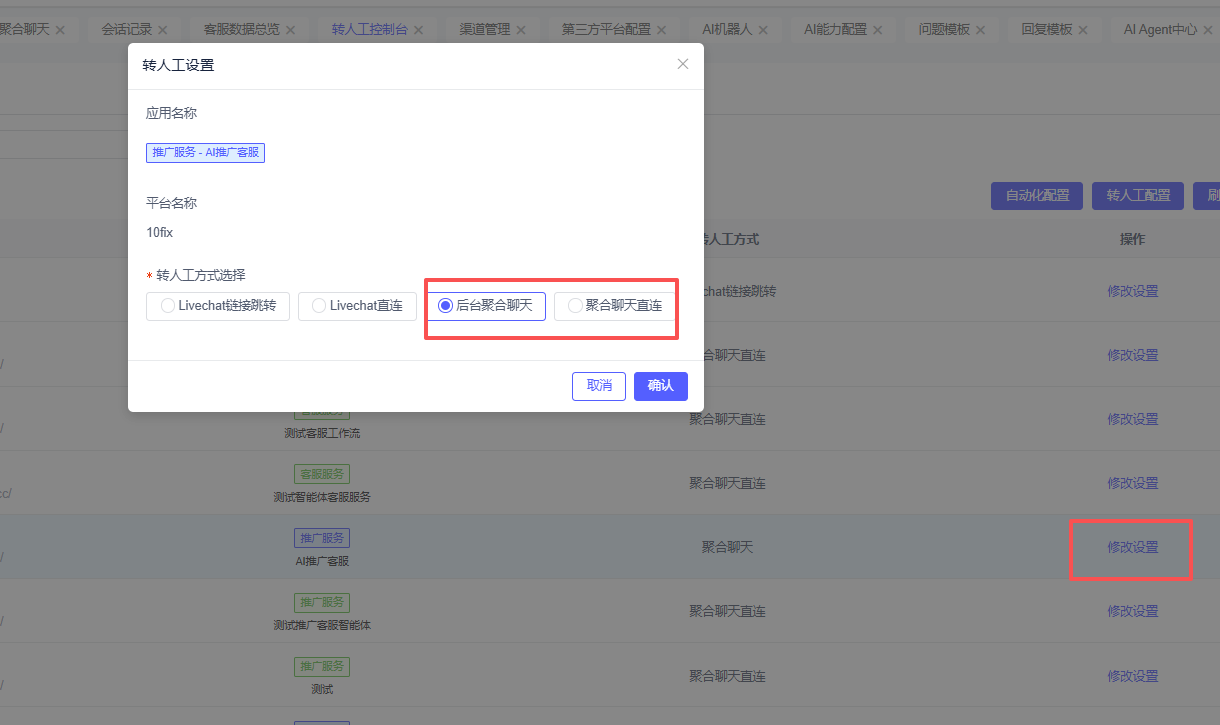 聚合聊天 会话记录 客服数据总览 转人工控制台 渠道管理 第三方平台配置 AI机器人 AI能力配置 问题模板 回复模板 AI Agent中心
转人工设置
应用名称
推广服务 - AI推广客服
平台名称
10fix
* 转人工方式选择
Livechat链接跳转 Livechat直连 后台聚合聊天 聚合聊天直连
取消 确认
自动化配置 转人工配置 刷
转人工方式 操作
chat链接跳转 修改设置
/ 聚合聊天直连 修改设置
/ 测试客服工作流 聚合聊天直连 修改设置
客服服务
cc/ 测试智能体客服服务 聚合聊天直连 修改设置
推广服务
/ AI推广客服 聚合聊天 修改设置
推广服务
/ 测试推广客服智能体 聚合聊天直连 修改设置
推广服务
/ 测试 聚合聊天直连 修改设置